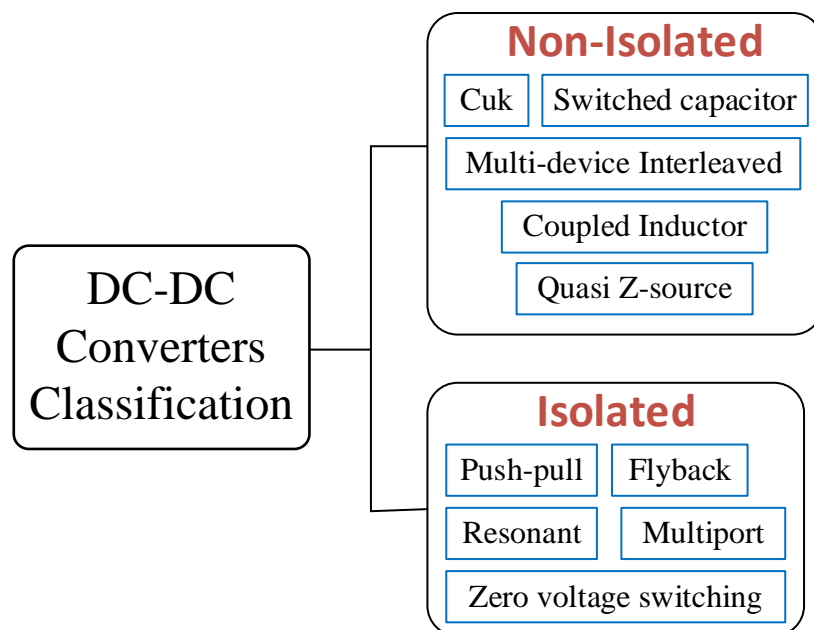 DC-DC
Converters
Classification
Non-Isolated
Cuk
Switched capacitor
Multi-device Interleaved
Coupled Inductor
Quasi Z-source
Isolated
Push-pull
Flyback
Resonant
Multiport
Zero voltage switching